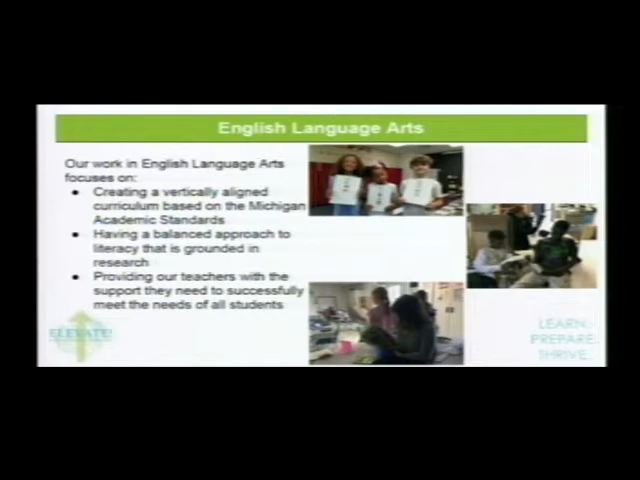 English Language Arts
Our work in English Language Arts
focuses on:
● Creating a vertically aligned
curriculum based on the Michigan
Academic Standards
● Having a balanced approach to
literacy that is grounded in
research
● Providing our teachers with the
support they need to successfully
meet the needs of all students
ELEVATE!
LEARN.
PREPARE.
THRIVE.